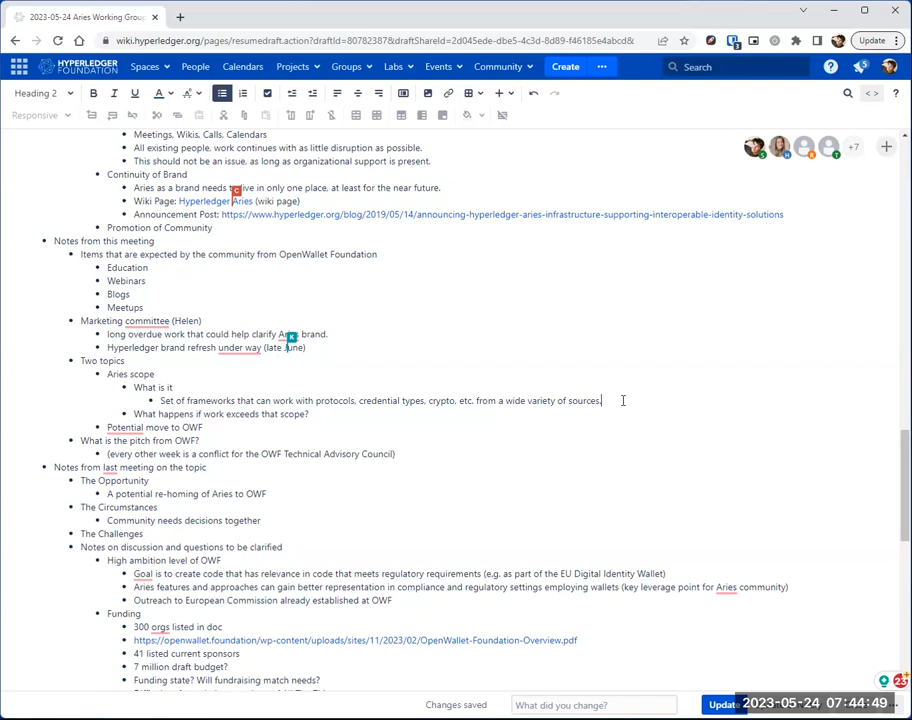 2023-05-24 Aries Working Grou
wiki.hyperledger.org/pages/resumedraft.action?draftId=80782387&draftShareId=2d045ede-dbe5-4c3d-8d89-f46185e4abcd&
Update
HYPERLEDGER FOUNDATION
Spaces People Calendars Projects Groups Labs Events Community Create Search
Heading 2
Responsive
+7
Meetings, Wikis, Calls, Calendars
All existing people, work continues with as little disruption as possible.
This should not be an issue, as long as organizational support is present.
Continuity of Brand
Aries as a brand needs to live in only one place, at least for the near future.
Wiki Page: Hyperledger Aries (wiki page)
Announcement Post: https://www.hyperledger.org/blog/2019/05/14/announcing-hyperledger-aries-infrastructure-supporting-interoperable-identity-solutions
Promotion of Community
Notes from this meeting
Items that are expected by the community from OpenWallet Foundation
Education
Webinars
Blogs
Meetups
Marketing committee (Helen)
long overdue work that could help clarify Aries brand.
Hyperledger brand refresh under way (late June)
Two topics
Aries scope
What is it
Set of frameworks that can work with protocols, credential types, crypto, etc. from a wide variety of sources.
What happens if work exceeds that scope?
Potential move to OWF
What is the pitch from OWF?
(every other week is a conflict for the OWF Technical Advisory Council)
Notes from last meeting on the topic
The Opportunity
A potential re-homing of Aries to OWF
The Circumstances
Community needs decisions together
The Challenges
Notes on discussion and questions to be clarified
High ambition level of OWF
Goal is to create code that has relevance in code that meets regulatory requirements (e.g. as part of the EU Digital Identity Wallet)
Aries features and approaches can gain better representation in compliance and regulatory settings employing wallets (key leverage point for Aries community)
Outreach to European Commission already established at OWF
Funding
300 orgs listed in doc
https://openwallet.foundation/wp-content/uploads/sites/11/2023/02/OpenWallet-Foundation-Overview.pdf
41 listed current sponsors
7 million draft budget?
Funding state? Will fundraising match needs?
Changes saved What did you change? Update
2023-05-24 07:44:49
23